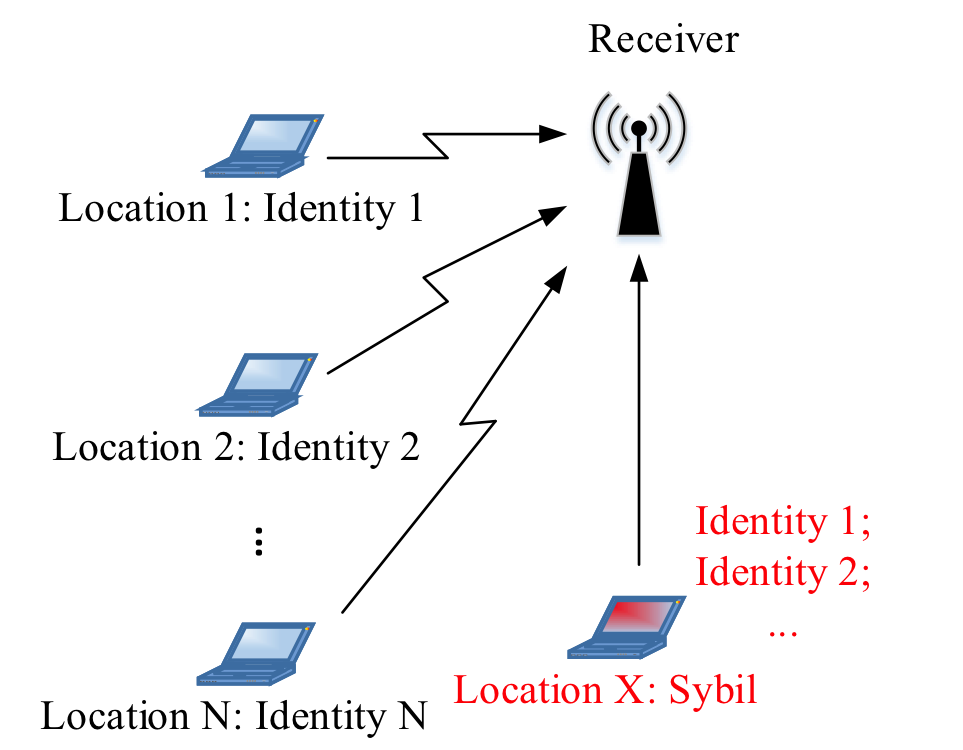 Receiver
Location 1: Identity 1
Location 2: Identity 2
...
Identity 1;
Identity 2;
...
Location X: Sybil
Location N: Identity N